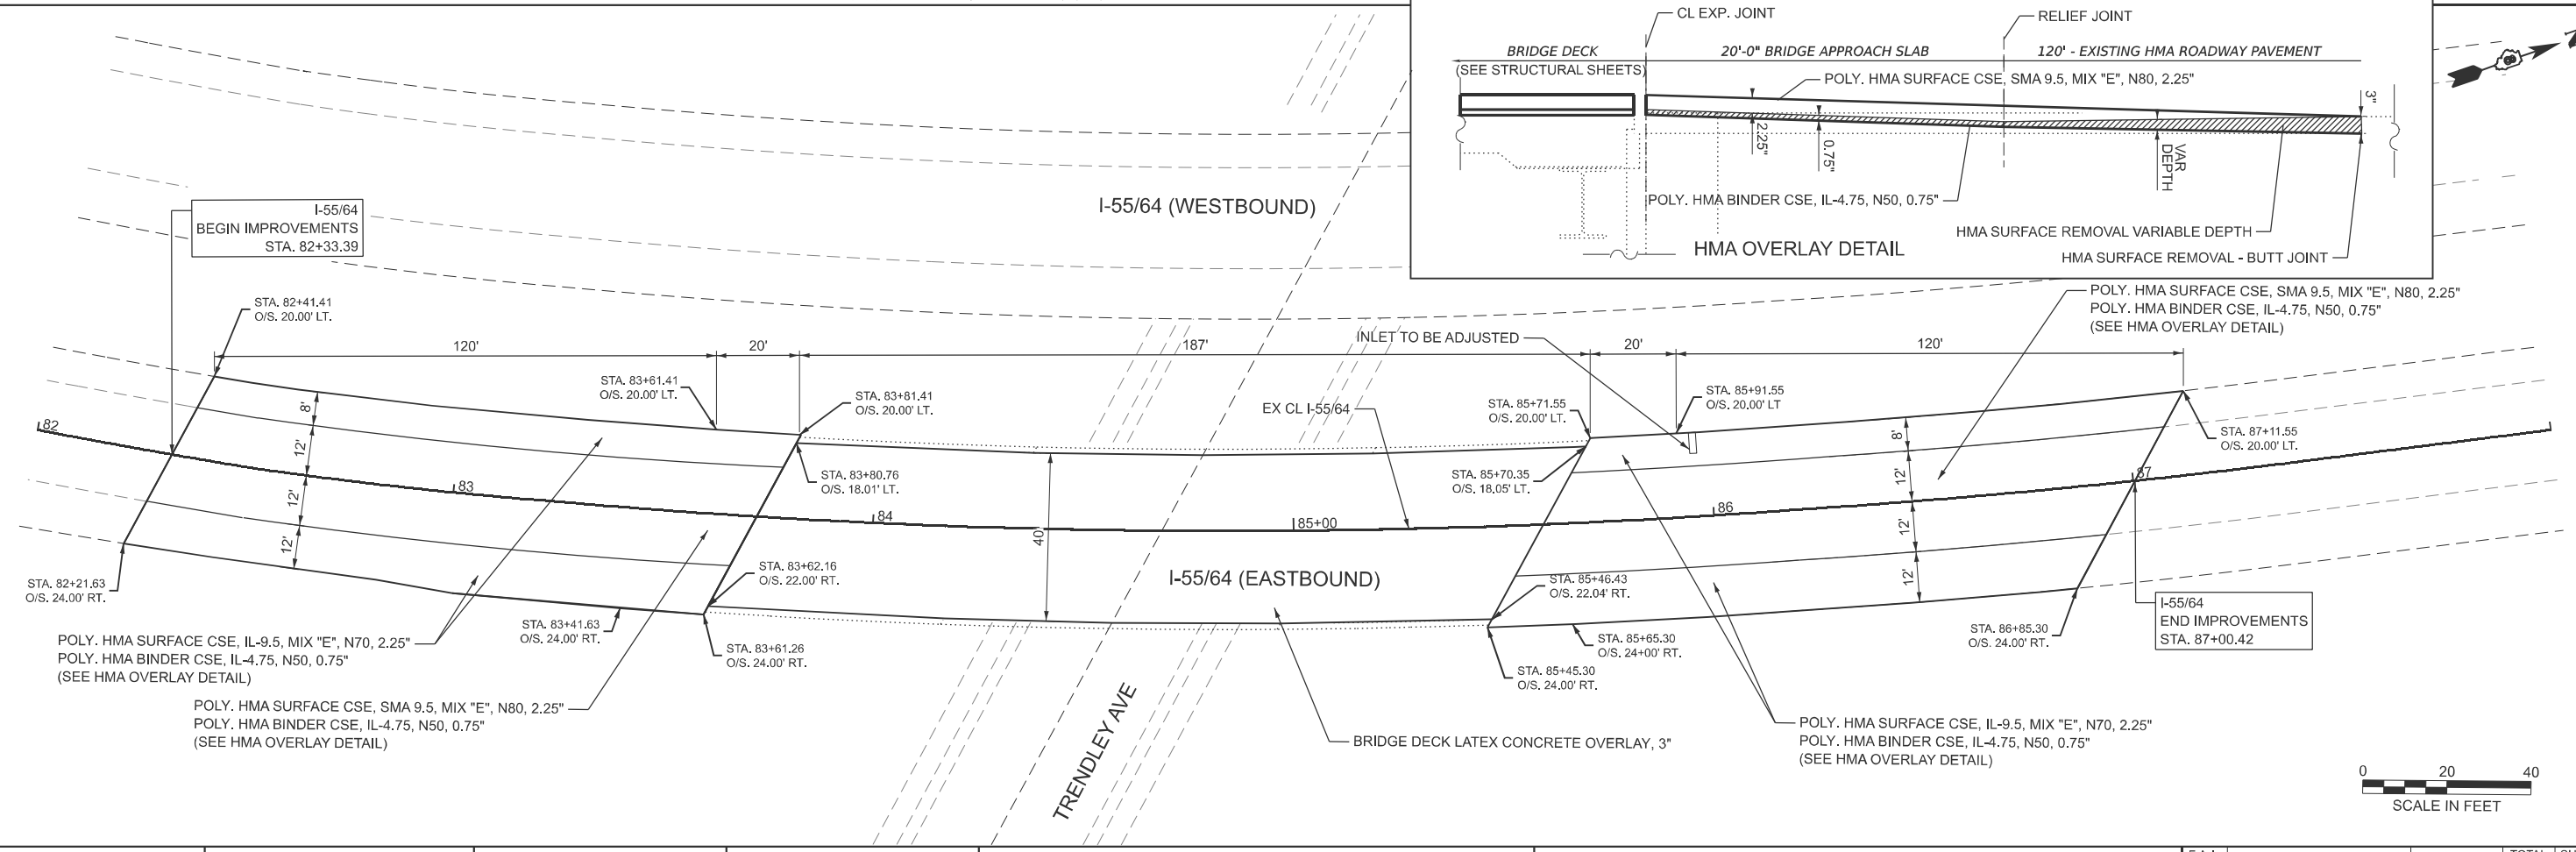 CL EXP. JOINT
RELIEF JOINT
BRIDGE DECK
20'-0" BRIDGE APPROACH SLAB
120' - EXISTING HMA ROADWAY PAVEMENT
(SEE STRUCTURAL SHEETS)
POLY. HMA SURFACE CSE, SMA 9.5, MIX "E", N80, 2.25"
3"
2.25"
0.75"
VAR
DEPTH
POLY. HMA BINDER CSE, IL-4.75, N50, 0.75"
HMA SURFACE REMOVAL VARIABLE DEPTH
HMA OVERLAY DETAIL
HMA SURFACE REMOVAL - BUTT JOINT
I-55/64 (WESTBOUND)
I-55/64
BEGIN IMPROVEMENTS
STA. 82+33.39
STA. 82+41.41
O/S. 20.00' LT.
POLY. HMA SURFACE CSE, SMA 9.5, MIX "E", N80, 2.25"
POLY. HMA BINDER CSE, IL-4.75, N50, 0.75"
(SEE HMA OVERLAY DETAIL)
INLET TO BE ADJUSTED
120'
20'
187'
20'
120'
STA. 83+61.41
O/S. 20.00' LT.
STA. 83+81.41
O/S. 20.00' LT.
EX CL I-55/64
STA. 85+71.55
O/S. 20.00' LT.
STA. 85+91.55
O/S. 20.00' LT
STA. 87+11.55
O/S. 20.00' LT.
82
8'
12'
12'
12'
83
STA. 83+80.76
O/S. 18.01' LT.
84
40'
85+00
STA. 85+70.35
O/S. 18.05' LT.
86
8'
12'
12'
12'
87
I-55/64 (EASTBOUND)
STA. 82+21.63
O/S. 24.00' RT.
STA. 83+62.16
O/S. 22.00' RT.
STA. 85+46.43
O/S. 22.04' RT.
I-55/64
END IMPROVEMENTS
STA. 87+00.42
STA. 83+41.63
O/S. 24.00' RT.
STA. 83+61.26
O/S. 24.00' RT.
STA. 85+65.30
O/S. 24+00' RT.
STA. 85+45.30
O/S. 24.00' RT.
STA. 86+85.30
O/S. 24.00' RT.
POLY. HMA SURFACE CSE, IL-9.5, MIX "E", N70, 2.25"
POLY. HMA BINDER CSE, IL-4.75, N50, 0.75"
(SEE HMA OVERLAY DETAIL)
POLY. HMA SURFACE CSE, SMA 9.5, MIX "E", N80, 2.25"
POLY. HMA BINDER CSE, IL-4.75, N50, 0.75"
(SEE HMA OVERLAY DETAIL)
TRENDLEY AVE
BRIDGE DECK LATEX CONCRETE OVERLAY, 3"
POLY. HMA SURFACE CSE, IL-9.5, MIX "E", N70, 2.25"
POLY. HMA BINDER CSE, IL-4.75, N50, 0.75"
(SEE HMA OVERLAY DETAIL)
0 20 40
SCALE IN FEET